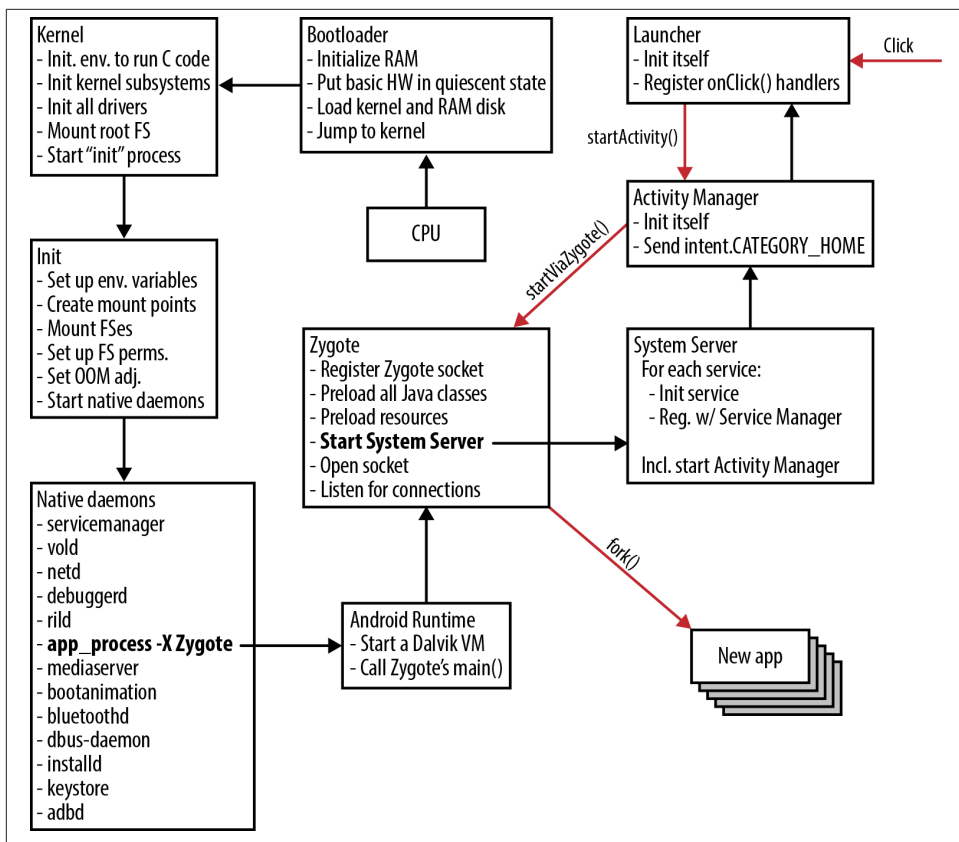 Kernel
- Init. env. to run C code
- Init kernel subsystems
- Init all drivers
- Mount root FS
- Start “init” process
Bootloader
- Initialize RAM
- Put basic HW in quiescent state
- Load kernel and RAM disk
- Jump to kernel
Launcher
- Init itself
- Register onClick() handlers
Click
startActivity()
CPU
Activity Manager
- Init itself
- Send intent.CATEGORY_HOME
startViaZygote()
Init
- Set up env. variables
- Create mount points
- Mount FSes
- Set up FS perms.
- Set OOM adj.
- Start native daemons
Zygote
- Register Zygote socket
- Preload all Java classes
- Preload resources
- Start System Server
- Open socket
- Listen for connections
System Server
For each service:
- Init service
- Reg. w/ Service Manager
Incl. start Activity Manager
Native daemons
- servicemanager
- vold
- netd
- debuggerd
- rild
- app_process -X Zygote
- mediaserver
- bootanimation
- bluetoothd
- dbus-daemon
- installd
- keystore
- adbd
Android Runtime
- Start a Dalvik VM
- Call Zygote’s main()
fork()
New app